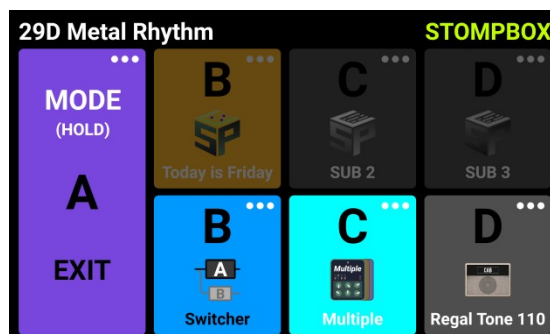 29D Metal Rhythm
STOMPBOX
MODE
(HOLD)
A
EXIT
B
SP
Today is Friday
C
SUB 2
D
SUB 3
B
A
B
Switcher
C
Multiple
Multiple
D
CAB
Regal Tone 110